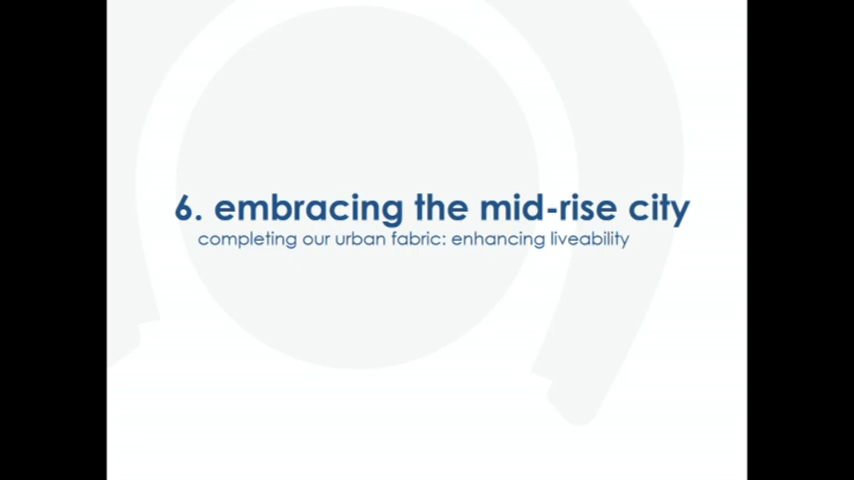 6. embracing the mid-rise city
completing our urban fabric: enhancing liveability